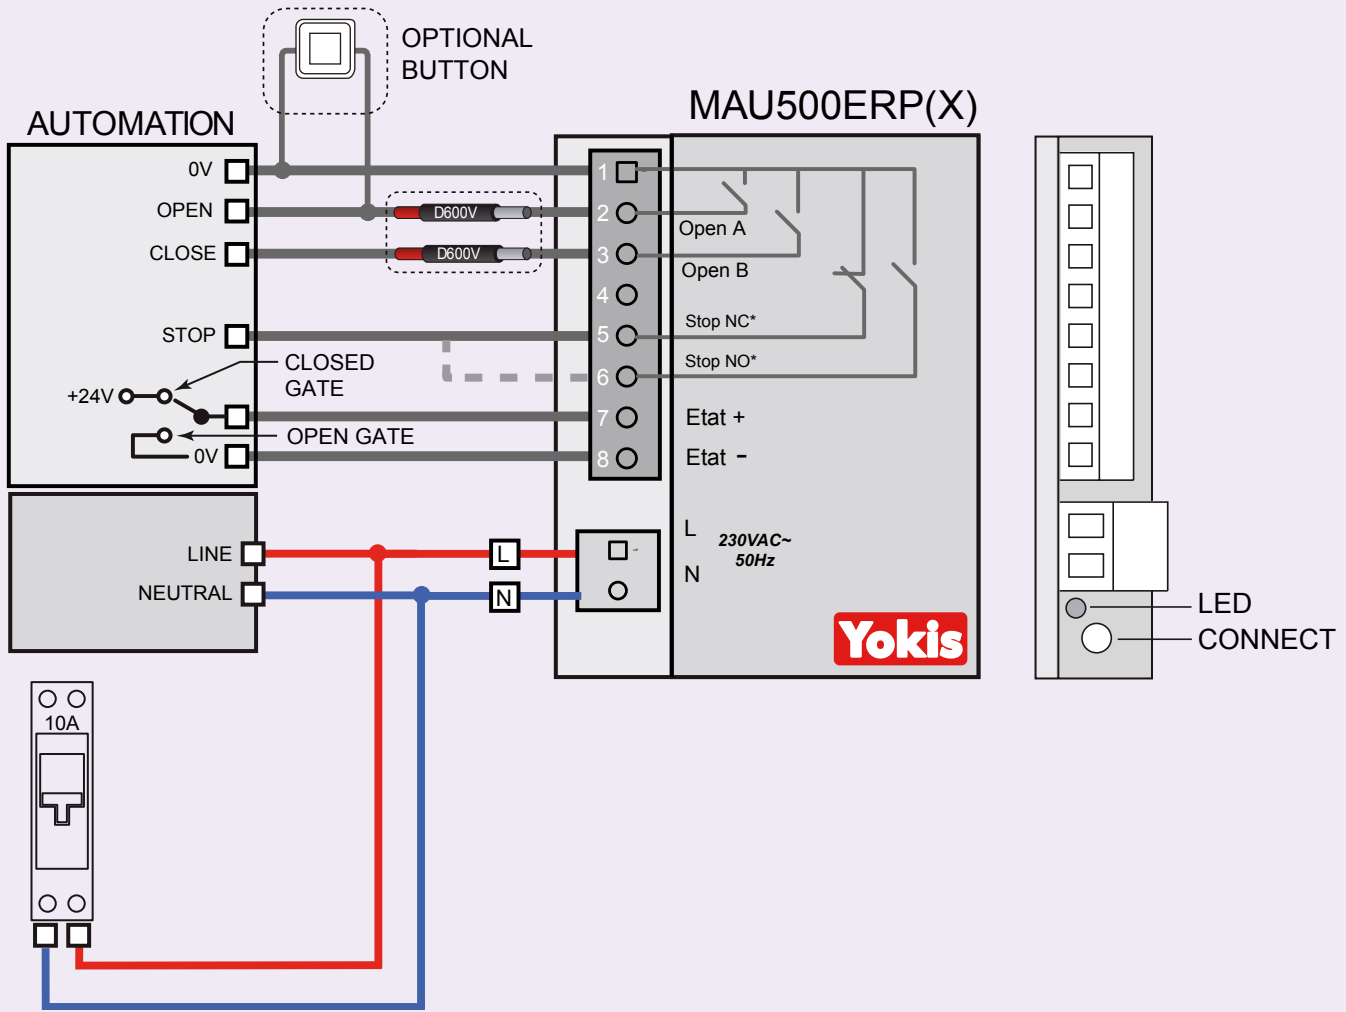 OPTIONAL
BUTTON
MAU500ERP(X)
AUTOMATION
0V
OPEN
CLOSE
STOP
CLOSED
GATE
+24V
OPEN GATE
0V
D600V
D600V
1
2
3
4
5
6
7
8
Open A
Open B
Stop NC*
Stop NO*
Etat +
Etat -
LINE
NEUTRAL
L
N
L
N
230VAC~
50Hz
Yokis
LED
CONNECT
10A